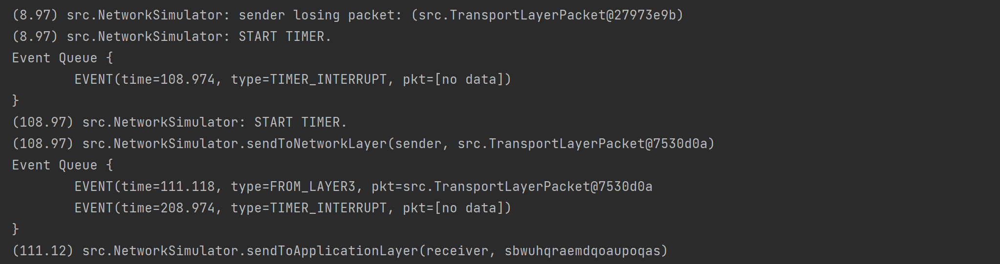 (8.97) src.NetworkSimulator: sender losing packet: (src.TransportLayerPacket@27973e9b)
(8.97) src.NetworkSimulator: START TIMER.
Event Queue {
        EVENT(time=108.974, type=TIMER_INTERRUPT, pkt=[no data])
}
(108.97) src.NetworkSimulator: START TIMER.
(108.97) src.NetworkSimulator.sendToNetworkLayer(sender, src.TransportLayerPacket@7530d0a)
Event Queue {
        EVENT(time=111.118, type=FROM_LAYER3, pkt=src.TransportLayerPacket@7530d0a
        EVENT(time=208.974, type=TIMER_INTERRUPT, pkt=[no data])
}
(111.12) src.NetworkSimulator.sendToApplicationLayer(receiver, sbwuhqraemdqoaupoqas)